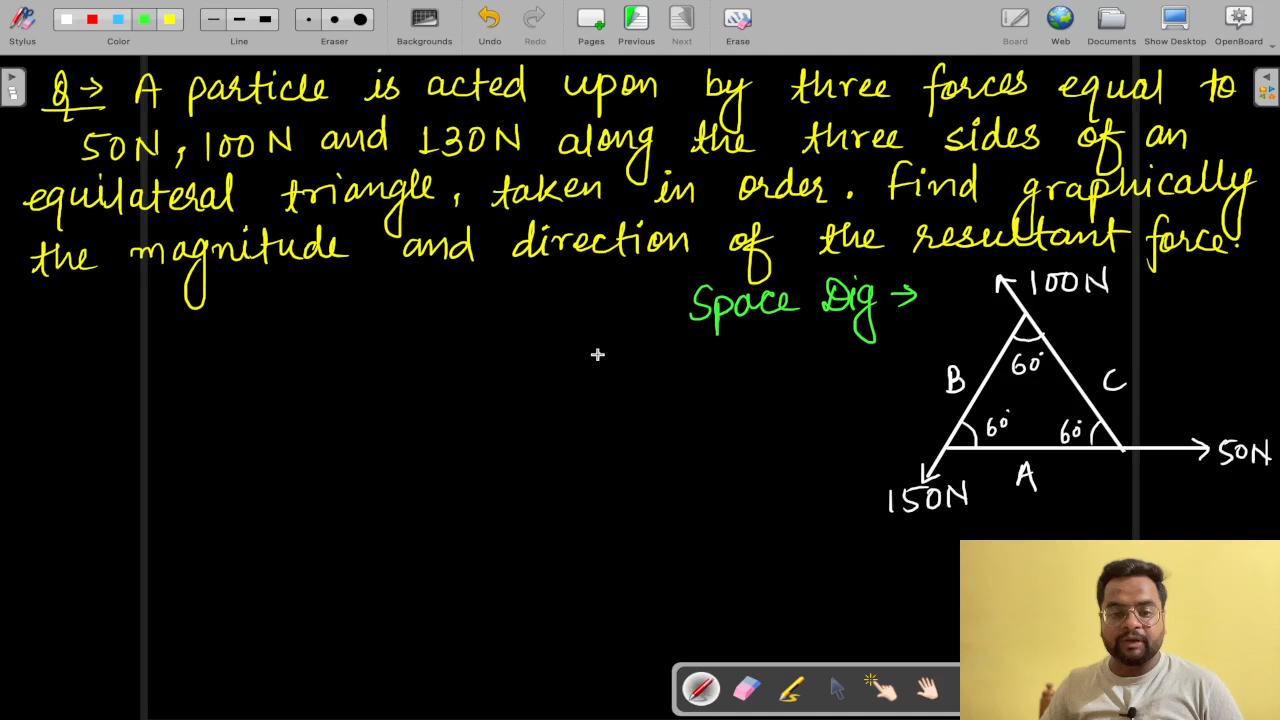 Stylus
Color
Line
Eraser
Backgrounds
Undo
Redo
Pages
Previous
Next
Erase
Board
Web
Documents
Show Desktop
OpenBoard
Q → A particle is acted upon by three forces equal to
50N, 100N and 130N along the three sides of an
equilateral triangle, taken in order. Find graphically
the magnitude and direction of the resultant force.
Space Dig →
100N
60°
B
C
60°
60°
50N
A
150N